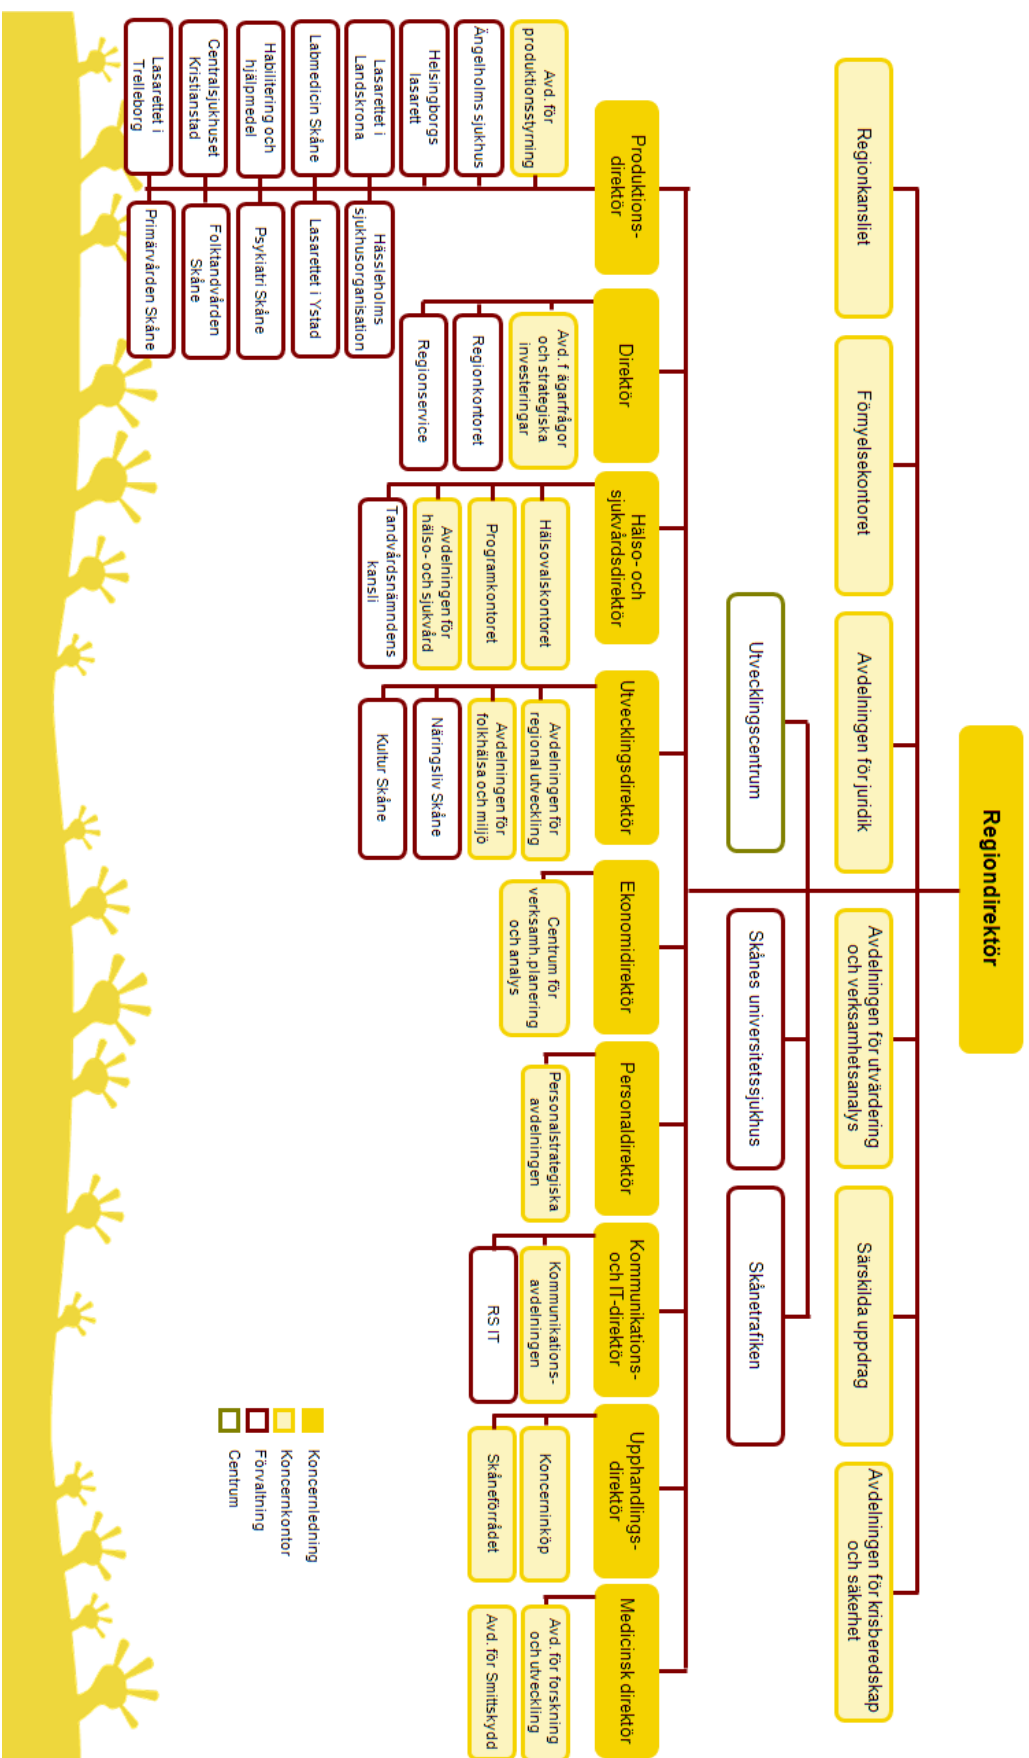 Regiondirektör
Regionkansliet
Förnyelsekontoret
Avdelningen för juridik
Avdelningen för utvärdering
och verksamhetsanalys
Särskilda uppdrag
Avdelningen för krisberedskap
och säkerhet
Utvecklingscentrum
Skånes universitetssjukhus
Skånetrafiken
Produktions-
direktör
Avd. för
produktionsstyrning
Ängelholms sjukhus
Helsingborgs
lasarett
Lasarettet i
Landskrona
Hässleholms
sjukhusorganisation
Labmedicin Skåne
Lasarettet i Ystad
Habilitering och
hjälpmedel
Psykiatri Skåne
Centralsjukhuset
Kristianstad
Folktandvården
Skåne
Lasarettet i
Trelleborg
Primärvården Skåne
Direktör
Avd. f ägarfrågor
och strategiska
investeringar
Regionkontoret
Regionservice
Hälso- och
sjukvårdsdirektör
Hälsovalskontoret
Programkontoret
Avdelningen för
hälso- och sjukvård
Tandvårdsnämndens
kansli
Utvecklingsdirektör
Avdelningen för
regional utveckling
Avdelningen för
folkhälsa och miljö
Näringsliv Skåne
Kultur Skåne
Ekonomidirektör
Centrum för
verksamh.planering
och analys
Personaldirektör
Personalstrategiska
avdelningen
Kommunikations-
och IT-direktör
Kommunikations-
avdelningen
RS IT
Upphandlings-
direktör
Koncerninköp
Skåneförrådet
Medicinsk direktör
Avd. för forskning
och utveckling
Avd. för Smittskydd
Koncernledning
Koncernkontor
Förvaltning
Centrum